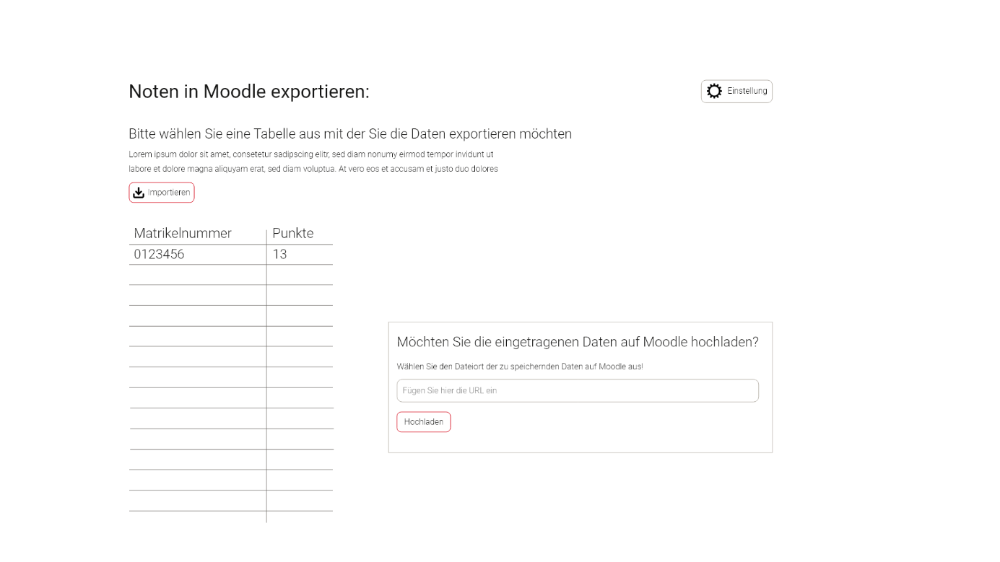 Noten in Moodle exportieren:
Einstellung
Bitte wählen Sie eine Tabelle aus mit der Sie die Daten exportieren möchten
Lorem ipsum dolor sit amet, consetetur sadipscing elitr, sed diam nonumy eirmod tempor invidunt ut
labore et dolore magna aliquyam erat, sed diam voluptua. At vero eos et accusam et justo duo dolores
Importieren
Matrikelnummer Punkte
0123456 13
Möchten Sie die eingetragenen Daten auf Moodle hochladen?
Wählen Sie den Dateiort der zu speichernden Daten auf Moodle aus!
Fügen Sie hier die URL ein
Hochladen